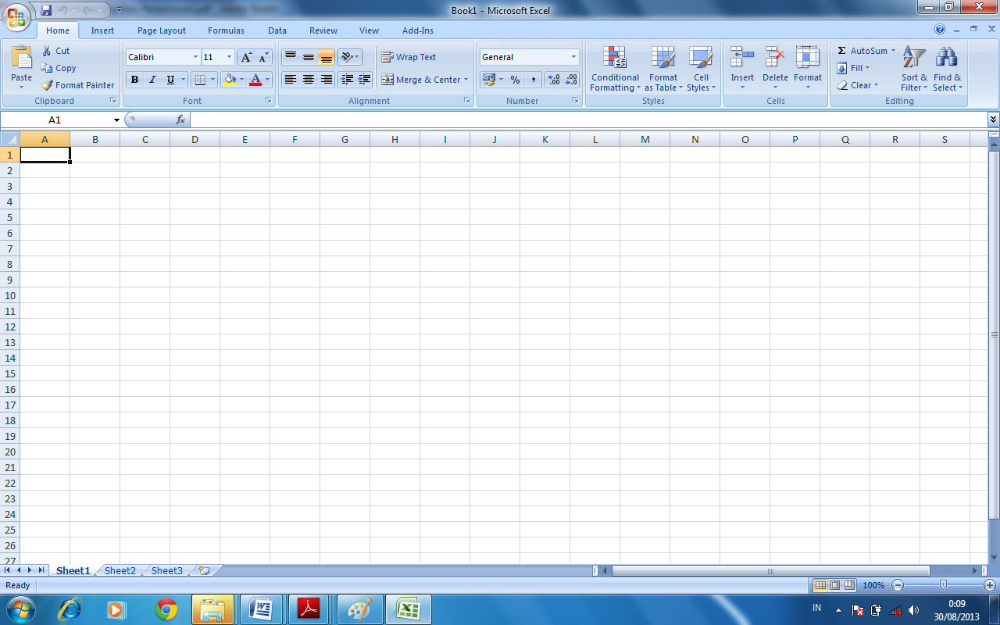 Book1 - Microsoft Excel
Home Insert Page Layout Formulas Data Review View Add-Ins
Paste
Cut
Copy
Format Painter
Clipboard
Calibri 11
B I U A
Font
Wrap Text
Merge & Center
Alignment
General
% ,
Number
Conditional Formatting
Format as Table
Cell Styles
Styles
Insert Delete Format
Cells
Σ AutoSum
Fill
Clear
Sort & Filter
Find & Select
Editing
A1 fx
A B C D E F G H I J K L M N O P Q R S
1
2
3
4
5
6
7
8
9
10
11
12
13
14
15
16
17
18
19
20
21
22
23
24
25
26
27
Sheet1 Sheet2 Sheet3
Ready 100%
IN 0:09
30/08/2013